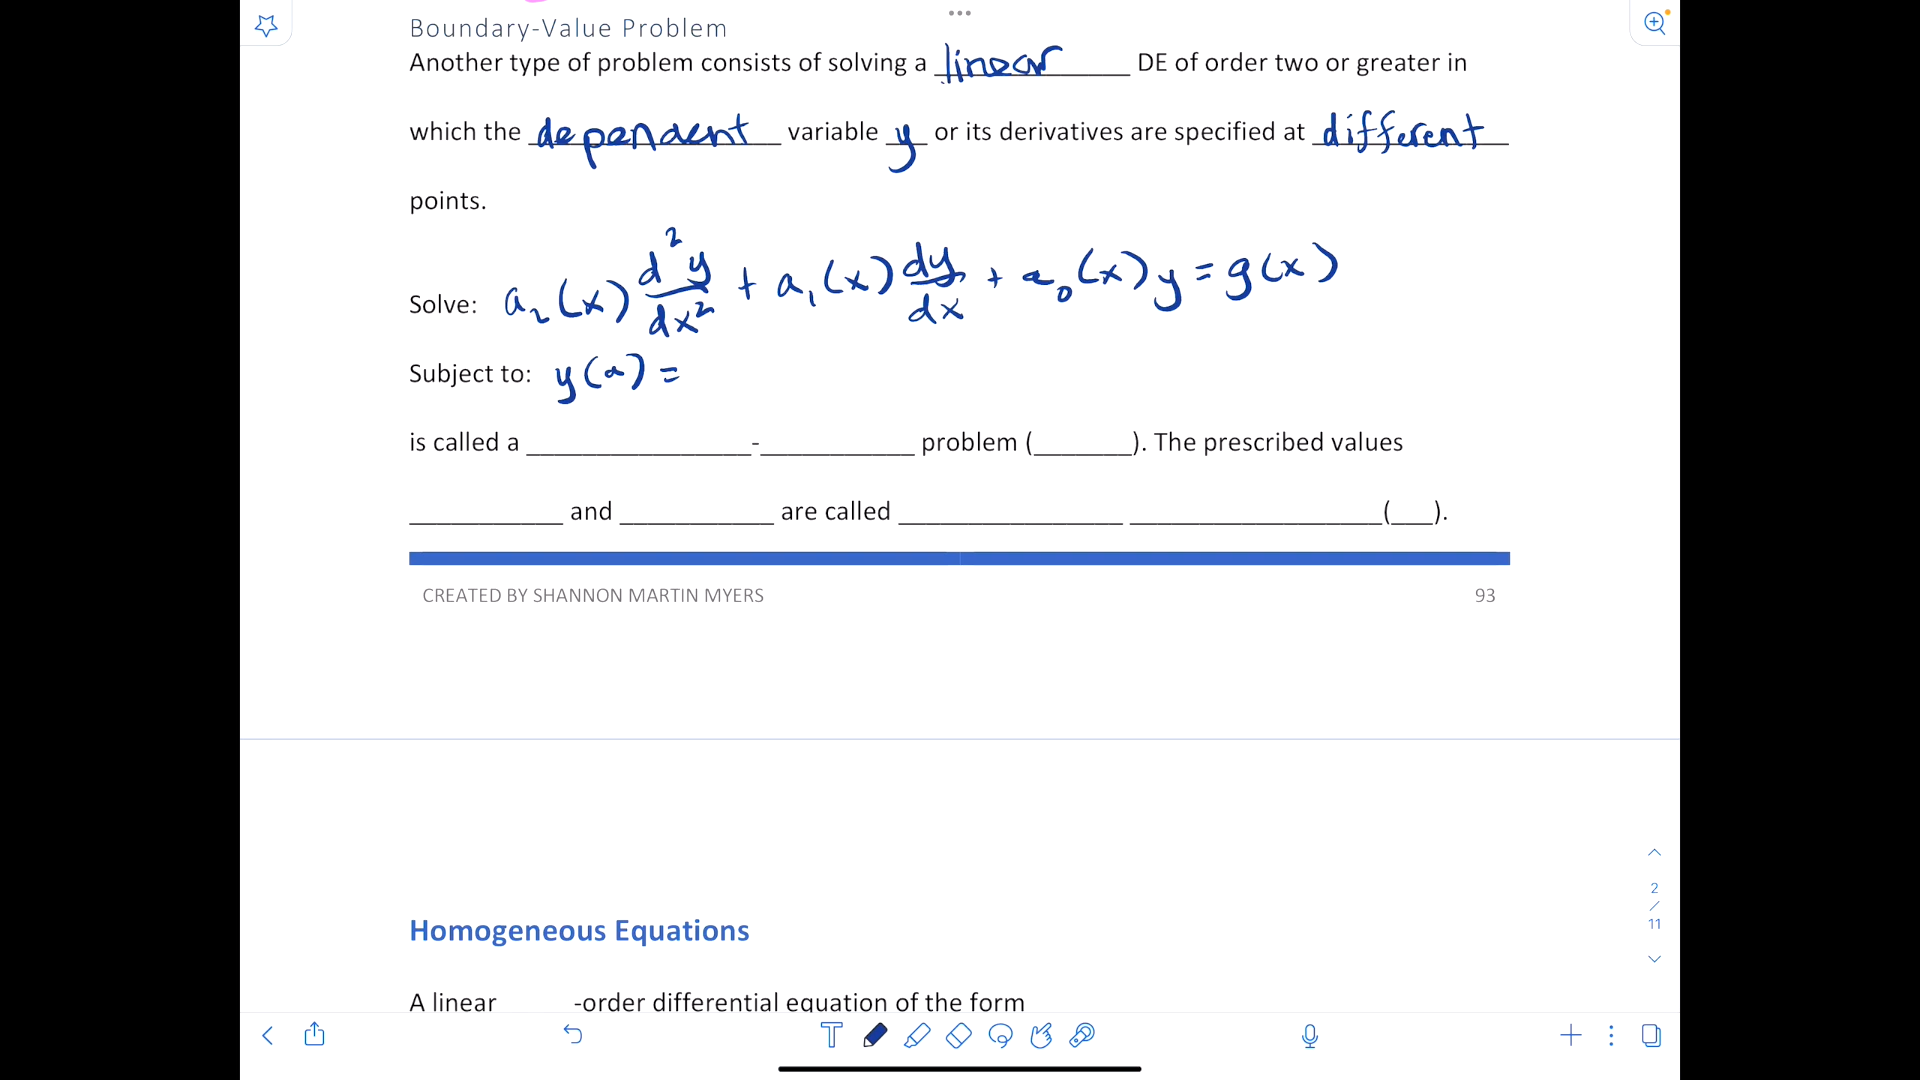 Boundary-Value Problem
Another type of problem consists of solving a linear DE of order two or greater in
which the dependent variable y or its derivatives are specified at different
points.
Solve: a₂(x) d²y/dx² + a₁(x) dy/dx + a₀(x)y = g(x)
Subject to: y(a) =
is called a ________________-___________ problem (_______). The prescribed values
___________ and ___________ are called ________________ __________________(___).
CREATED BY SHANNON MARTIN MYERS 93
2
/
11
Homogeneous Equations
A linear -order differential equation of the form
T